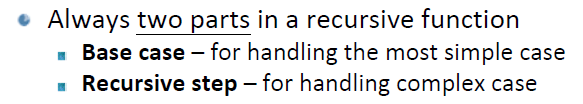 Always two parts in a recursive function
Base case – for handling the most simple case
Recursive step – for handling complex case